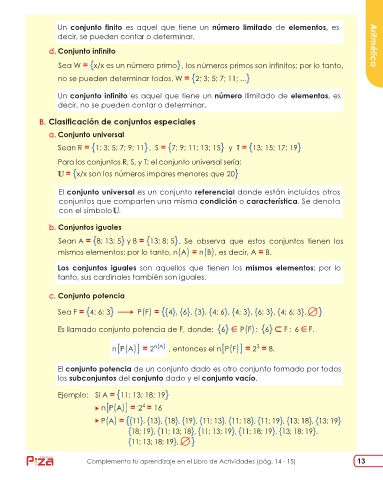 Un conjunto finito es aquel que tiene un número limitado de elementos, es
decir, se pueden contar o determinar.
d. Conjunto infinito
Sea W = {x/x es un número primo}, los números primos son infinitos; por lo tanto,
no se pueden determinar todos. W = {2; 3; 5; 7; 11; ...}
Un conjunto infinito es aquel que tiene un número ilimitado de elementos, es
decir, no se pueden contar o determinar.
B. Clasificación de conjuntos especiales
a. Conjunto universal
Sean R = {1; 3; 5; 7; 9; 11}, S = {7; 9; 11; 13; 15} y T = {13; 15; 17; 19}
Para los conjuntos R, S, y T; el conjunto universal sería:
U = {x/x son los números impares menores que 20}
El conjunto universal es un conjunto referencial donde están incluidos otros
conjuntos que comparten una misma condición o característica. Se denota
con el símbolo U.
b. Conjuntos iguales
Sean A = {8; 13; 5} y B = {13; 8; 5}. Se observa que estos conjuntos tienen los
mismos elementos; por lo tanto, n(A) = n(B), es decir, A = B.
Los conjuntos iguales son aquellos que tienen los mismos elementos; por lo
tanto, sus cardinales también son iguales.
c. Conjunto potencia
Sea F = {4; 6; 3} ⟶ P(F) = {{4}, {6}, {3}, {4; 6}, {4; 3}, {6; 3}, {4; 6; 3}, ∅}
Es llamado conjunto potencia de F, donde: {6} ∈ P(F); {6} ⊂ F; 6 ∈ F.
n[P(A)] = 2ⁿ⁽ᴬ⁾, entonces el n[P(F)] = 2³ = 8.
El conjunto potencia de un conjunto dado es otro conjunto formado por todos
los subconjuntos del conjunto dado y el conjunto vacío.
Ejemplo: Si A = {11; 13; 18; 19}
▸ n[P(A)] = 2⁴ = 16
▸ P(A) = {{11}, {13}, {18}, {19}, {11; 13}, {11; 18}, {11; 19}, {13; 18}, {13; 19}
{18; 19}, {11; 13; 18}, {11; 13; 19}, {11; 18; 19}, {13; 18; 19},
{11; 13; 18; 19}, ∅}
Piza
Complementa tu aprendizaje en el Libro de Actividades (pág. 14 - 15)
13
Aritmética